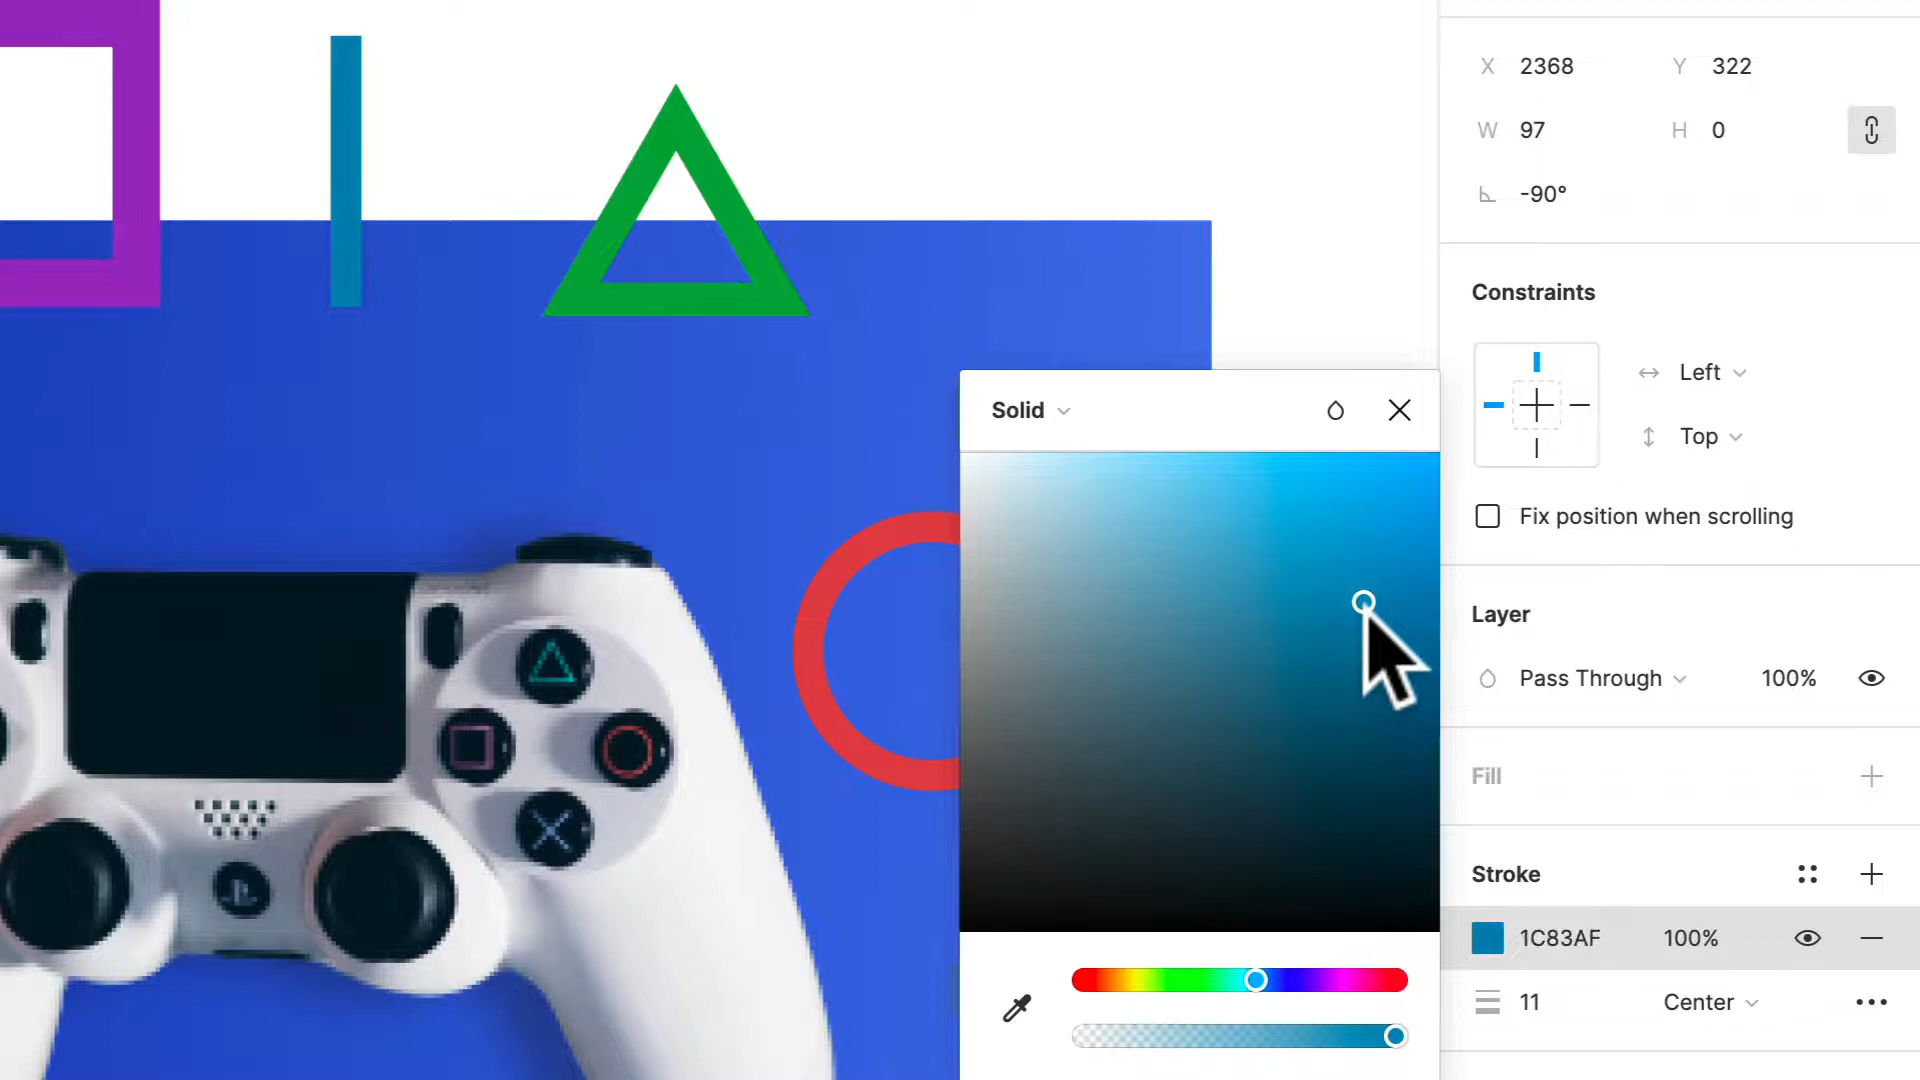 X 2368 Y 322
W 97 H 0
-90°
Constraints
Left
Top
Fix position when scrolling
Solid
Layer
Pass Through 100%
Fill
Stroke
1C83AF 100%
11 Center